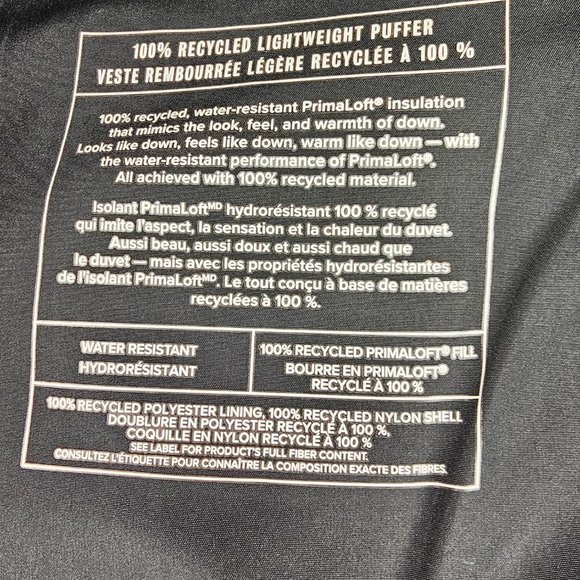 100% RECYCLED LIGHTWEIGHT PUFFER
VESTE REMBOURRÉE LÉGÈRE RECYCLÉE À 100 %
100% recycled, water-resistant PrimaLoft® insulation
that mimics the look, feel, and warmth of down.
Looks like down, feels like down, warm like down — with
the water-resistant performance of PrimaLoft®.
All achieved with 100% recycled material.
Isolant PrimaLoftMD hydrorésistant 100 % recyclé
qui imite l'aspect, la sensation et la chaleur du duvet.
Aussi beau, aussi doux et aussi chaud que
le duvet — mais avec les propriétés hydrorésistantes
de l'isolant PrimaLoftMD. Le tout conçu à base de matières
recyclées à 100 %.
WATER RESISTANT
HYDRORÉSISTANT
100% RECYCLED PRIMALOFT® FILL
BOURRE EN PRIMALOFT®
RECYCLÉ À 100 %
100% RECYCLED POLYESTER LINING, 100% RECYCLED NYLON SHELL
DOUBLURE EN POLYESTER RECYCLÉ À 100 %,
COQUILLE EN NYLON RECYCLÉ À 100 %
SEE LABEL FOR PRODUCT'S FULL FIBER CONTENT.
CONSULTEZ L'ÉTIQUETTE POUR CONNAÎTRE LA COMPOSITION EXACTE DES FIBRES.